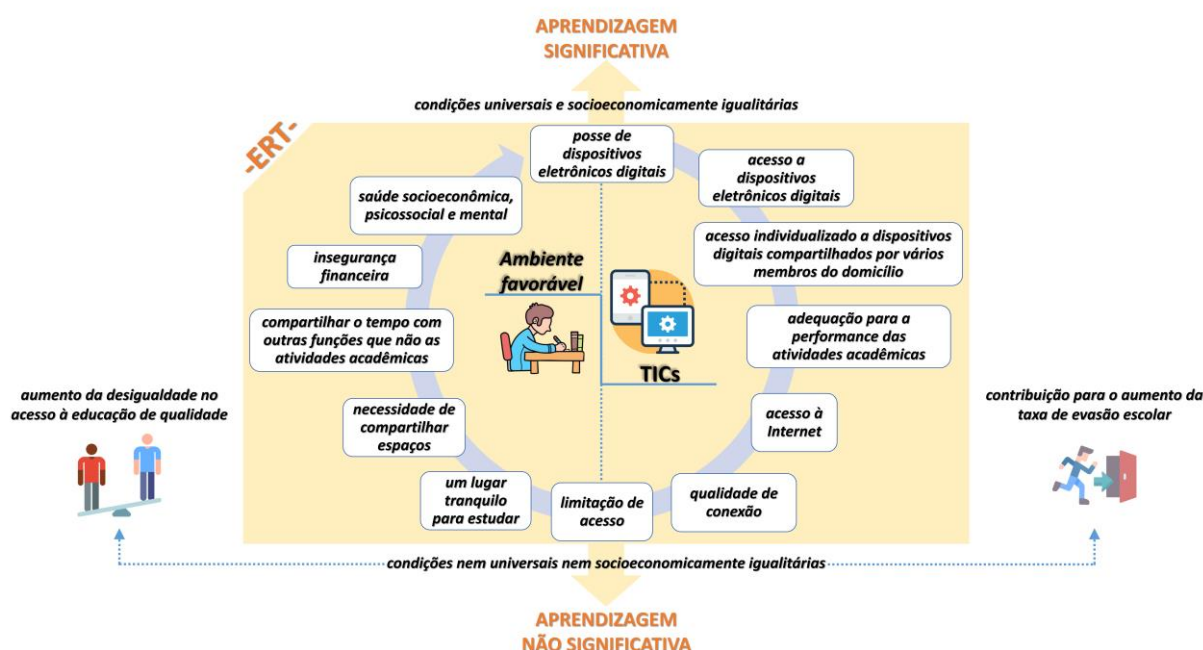 APRENDIZAGEM
SIGNIFICATIVA
condições universais e socioeconomicamente igualitárias
-ERT-
posse de
dispositivos
eletrônicos digitais
acesso a
dispositivos
eletrônicos digitais
acesso individualizado a dispositivos
digitais compartilhados por vários
membros do domicílio
adequação para a
performance das
atividades acadêmicas
acesso à
Internet
qualidade de
conexão
limitação de
acesso
um lugar
tranquilo
para estudar
necessidade de
compartilhar
espaços
compartilhar o tempo com
outras funções que não as
atividades acadêmicas
insegurança
financeira
saúde socioeconômica,
psicossocial e mental
Ambiente
favorável
TICs
aumento da desigualdade no
acesso à educação de qualidade
contribuição para o aumento da
taxa de evasão escolar
condições nem universais nem socioeconomicamente igualitárias
APRENDIZAGEM
NÃO SIGNIFICATIVA